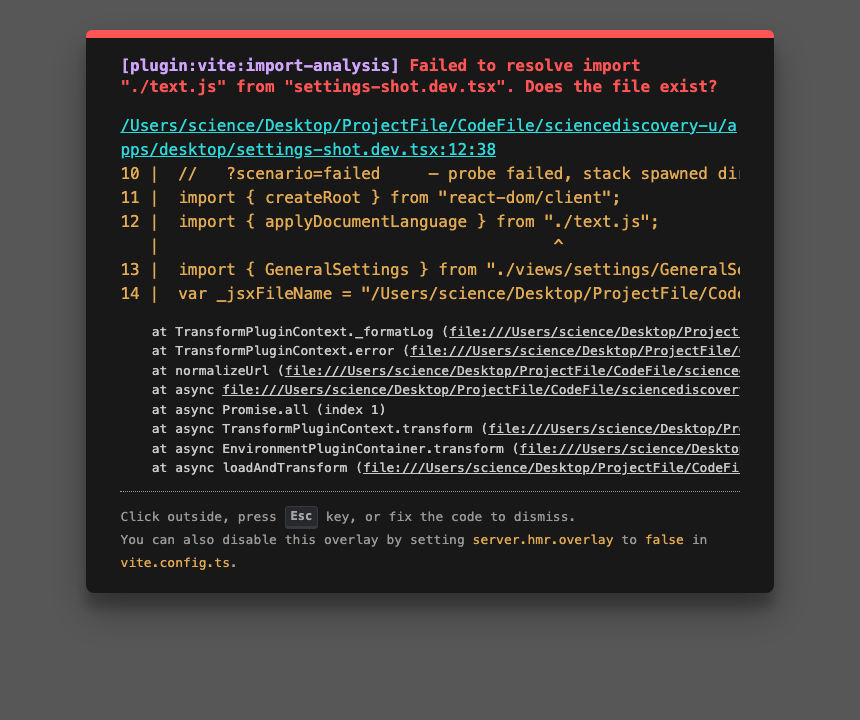 [plugin:vite:import-analysis] Failed to resolve import
"./text.js" from "settings-shot.dev.tsx". Does the file exist?
/Users/science/Desktop/ProjectFile/CodeFile/sciencediscovery-u/a
pps/desktop/settings-shot.dev.tsx:12:38
10 |  //   ?scenario=failed     — probe failed, stack spawned di
11 |  import { createRoot } from "react-dom/client";
12 |  import { applyDocumentLanguage } from "./text.js";
   |                                         ^
13 |  import { GeneralSettings } from "./views/settings/GeneralS
14 |  var _jsxFileName = "/Users/science/Desktop/ProjectFile/Cod
at TransformPluginContext._formatLog (file:///Users/science/Desktop/Project
at TransformPluginContext.error (file:///Users/science/Desktop/ProjectFile/
at normalizeUrl (file:///Users/science/Desktop/ProjectFile/CodeFile/science
at async file:///Users/science/Desktop/ProjectFile/CodeFile/sciencediscover
at async Promise.all (index 1)
at async TransformPluginContext.transform (file:///Users/science/Desktop/Pr
at async EnvironmentPluginContainer.transform (file:///Users/science/Deskto
at async loadAndTransform (file:///Users/science/Desktop/ProjectFile/CodeFi
Click outside, press Esc key, or fix the code to dismiss.
You can also disable this overlay by setting server.hmr.overlay to false in
vite.config.ts.